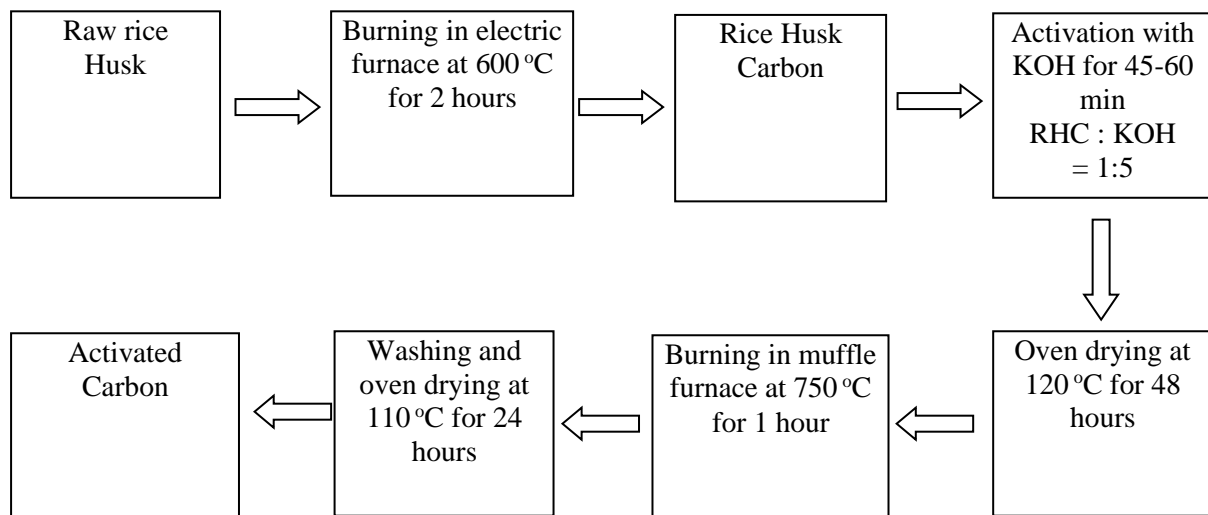 Raw rice
Husk
Burning in electric
furnace at 600 °C
for 2 hours
Rice Husk
Carbon
Activation with
KOH for 45-60
min
RHC : KOH
= 1:5
Activated
Carbon
Washing and
oven drying at
110 °C for 24
hours
Burning in muffle
furnace at 750 °C
for 1 hour
Oven drying at
120 °C for 48
hours